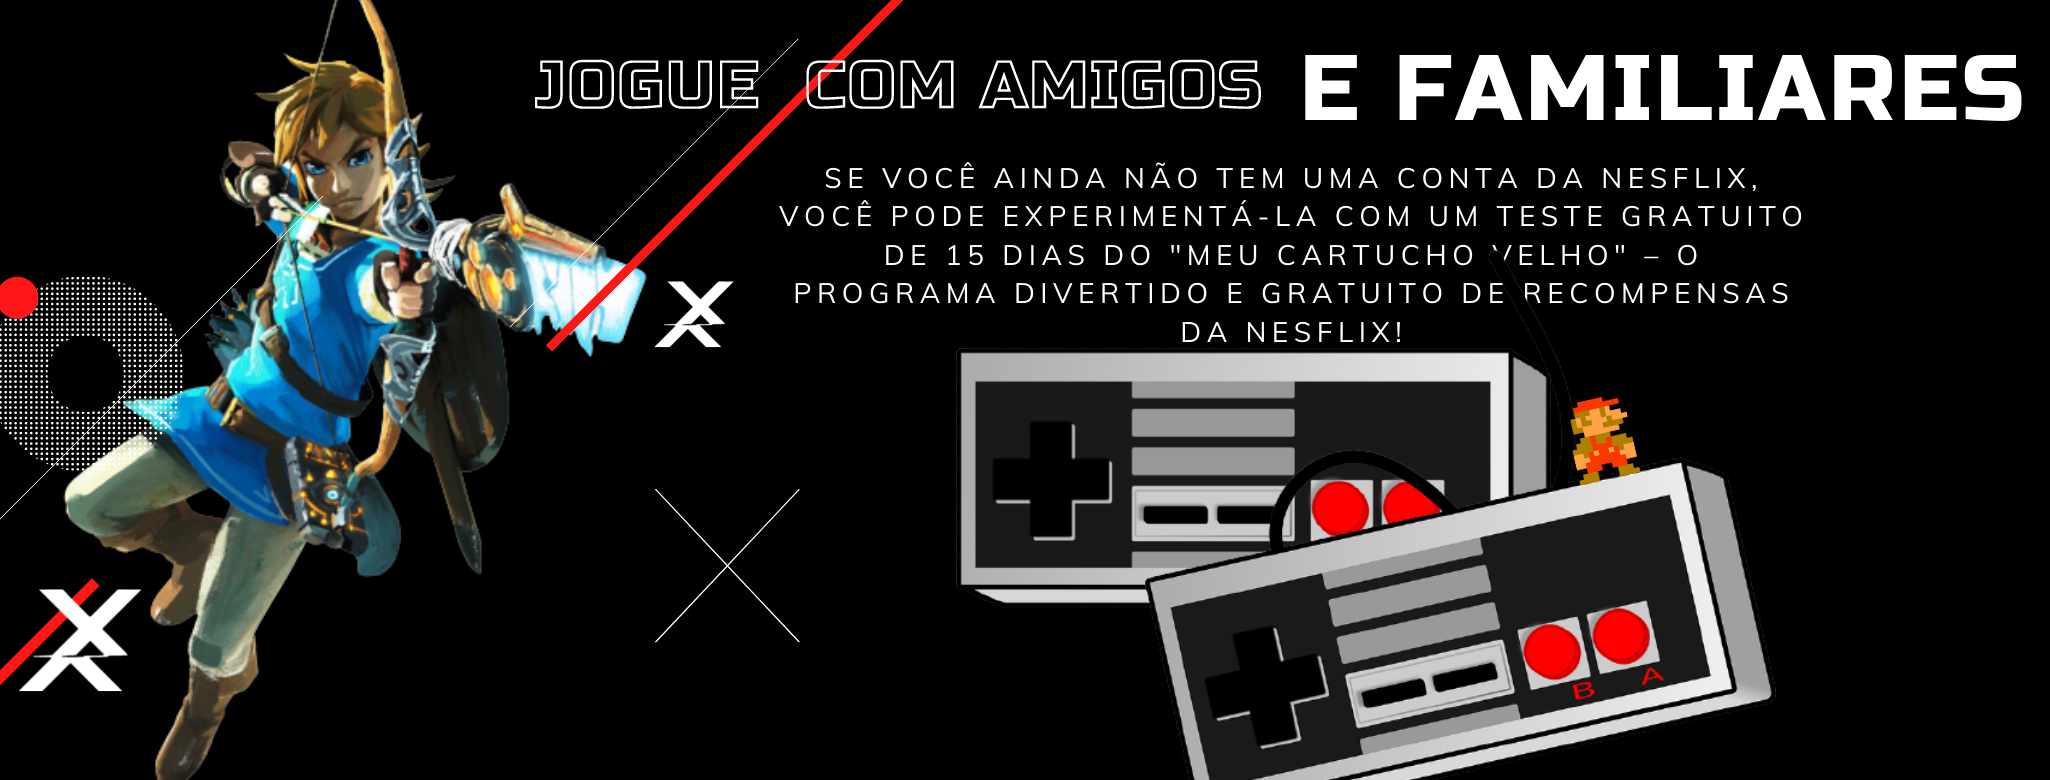 JOGUE COM AMIGOS E FAMILIARES
SE VOCÊ AINDA NÃO TEM UMA CONTA DA NESFLIX,
VOCÊ PODE EXPERIMENTÁ-LA COM UM TESTE GRATUITO
DE 15 DIAS DO "MEU CARTUCHO VELHO" – O
PROGRAMA DIVERTIDO E GRATUITO DE RECOMPENSAS
DA NESFLIX!
B A